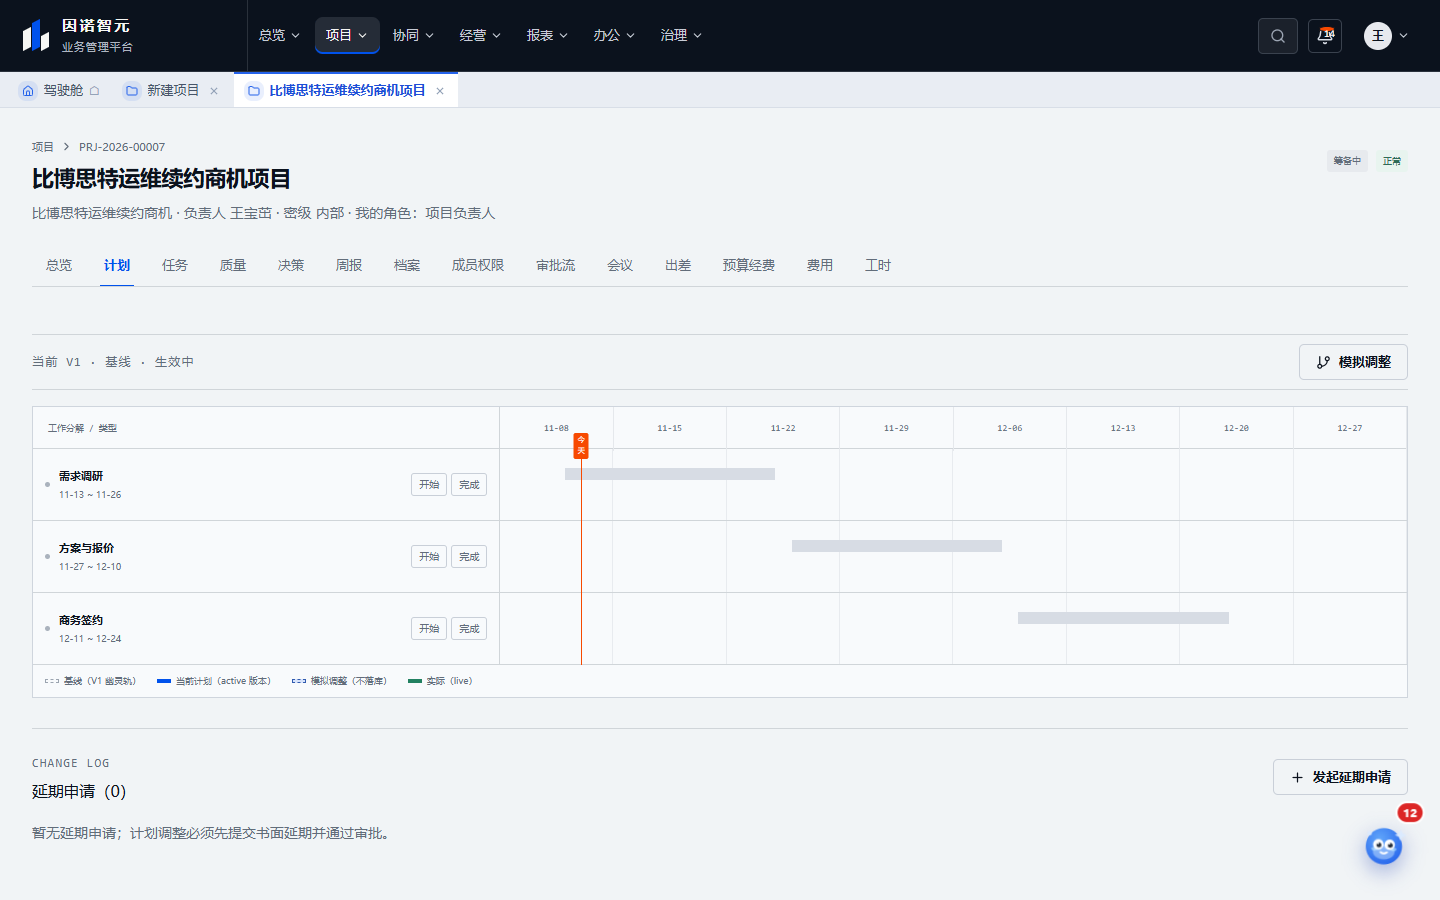 因诺智元
业务管理平台
总览 项目 协同 经营 报表 办公 治理
14
王
驾驶舱 新建项目 比博思特运维续约商机项目
项目 > PRJ-2026-00007
比博思特运维续约商机项目
筹备中 正常
比博思特运维续约商机 · 负责人 王宝茁 · 密级 内部 · 我的角色：项目负责人
总览 计划 任务 质量 决策 周报 档案 成员权限 审批流 会议 出差 预算经费 费用 工时
当前 V1 · 基线 · 生效中
模拟调整
工作分解 / 类型 11-08 11-15 11-22 11-29 12-06 12-13 12-20 12-27
今天
需求调研
11-13 ~ 11-26
开始 完成
方案与报价
11-27 ~ 12-10
开始 完成
商务签约
12-11 ~ 12-24
开始 完成
基线（V1 幽灵轨） 当前计划（active 版本） 模拟调整（不落库） 实际（live）
CHANGE LOG
延期申请（0）
发起延期申请
暂无延期申请；计划调整必须先提交书面延期并通过审批。
12